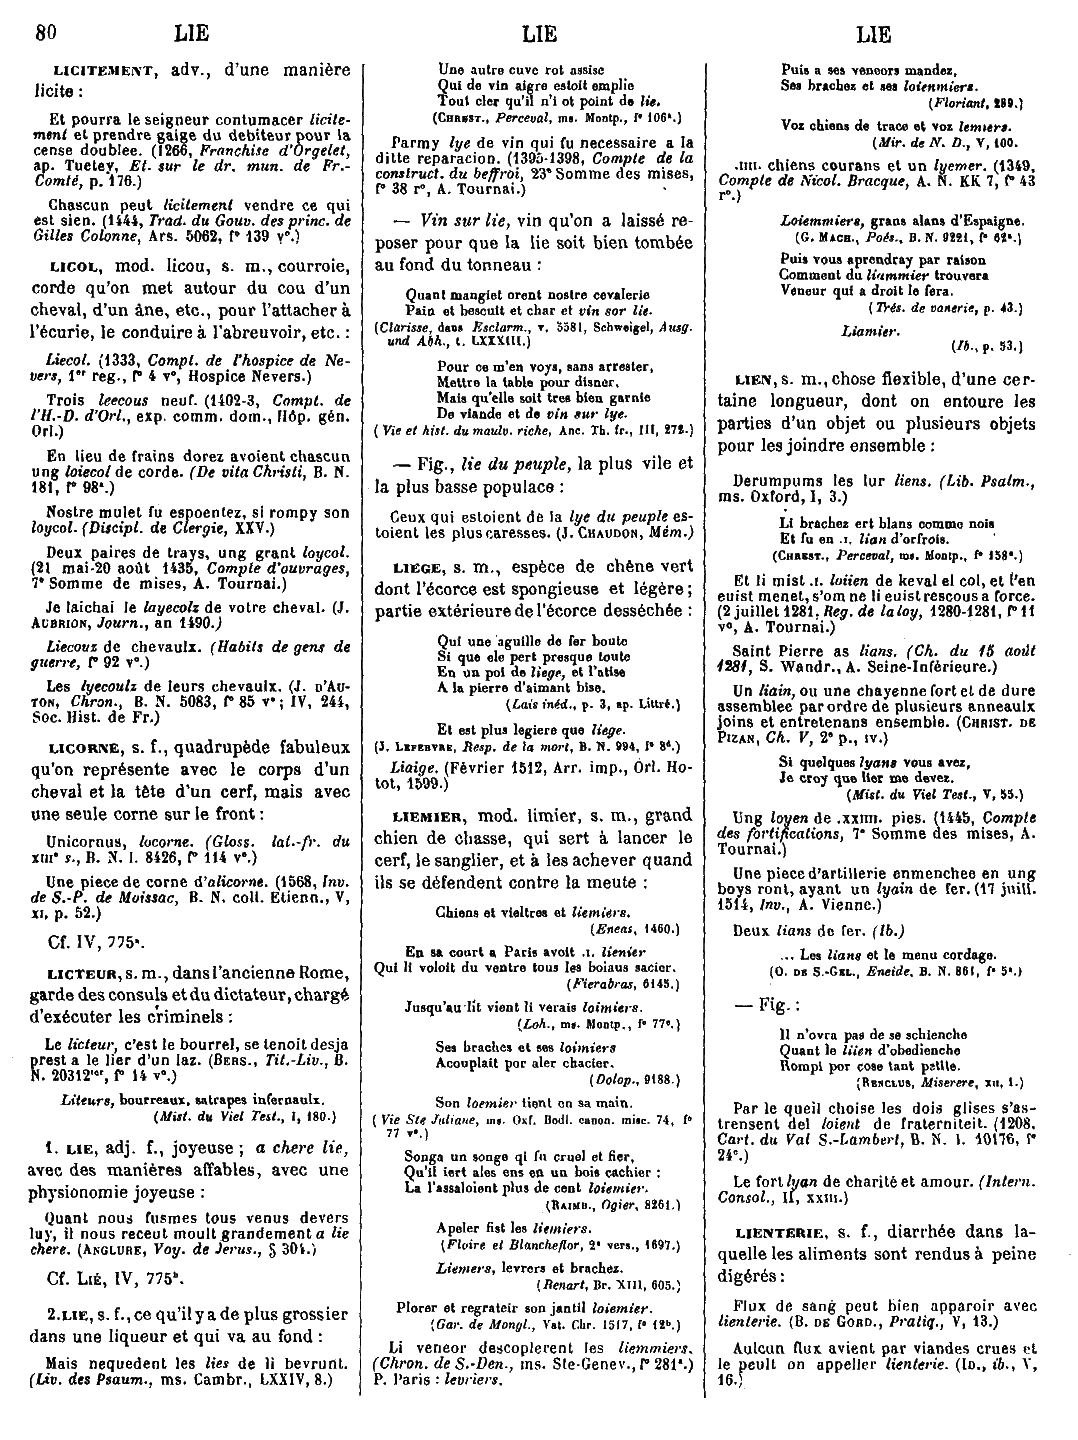 80
LIE
LIE
LIE
LICITEMENT, adv., d'une manière
licite :
Et pourra le seigneur contumacer licite-
ment et prendre gaige du debiteur pour la
cense doublee. (1266, Franchise d'Orgelet,
ap. Tuetey, Et. sur le dr. mun. de Fr.-
Comté, p. 176.)
Chascun peut licitement vendre ce qui
est sien. (1444, Trad. du Gouv. des princ. de
Gilles Colonne, Ars. 5062, f° 139 v°.)
LICOL, mod. licou, s. m., courroie,
corde qu'on met autour du cou d'un
cheval, d'un âne, etc., pour l'attacher à
l'écurie, le conduire à l'abreuvoir, etc. :
Liecol. (1333, Compt. de l'hospice de Ne-
vers, 1er reg., f° 4 v°, Hospice Nevers.)
Trois leecous neuf. (1402-3, Compt. de
l'H.-D. d'Orl., exp. comm. dom., Hôp. gén.
Orl.)
En lieu de frains dorez avoient chascun
ung loiecol de corde. (De vita Christi, B. N.
181, f° 98ª.)
Nostre mulet fu espoentez, si rompy son
loycol. (Discipl. de Clergie, XXV.)
Deux paires de trays, ung grant loycol.
(21 mai-20 août 1435, Compte d'ouvrages,
7e Somme de mises, A. Tournai.)
Je laichai le layecolz de votre cheval. (J.
AUBRION, Journ., an 1490.)
Liecouz de chevaulx. (Habits de gens de
guerre, f° 92 v°.)
Les lyecoulz de leurs chevaulx. (J. D'AU-
TON, Chron., B. N. 5083, f° 85 v° ; IV, 244,
Soc. Hist. de Fr.)
LICORNE, s. f., quadrupède fabuleux
qu'on représente avec le corps d'un
cheval et la tête d'un cerf, mais avec
une seule corne sur le front :
Unicornus, locorne. (Gloss. lat.-fr. du
XIIIe s., B. N. l. 8426, f° 114 v°.)
Une piece de corne d'alicorne. (1568, Inv.
de S.-P. de Moissac, B. N. coll. Etienn., V,
XI, p. 52.)
Cf. IV, 775ª.
LICTEUR, s. m., dans l'ancienne Rome,
garde des consuls et du dictateur, chargé
d'exécuter les criminels :
Le licteur, c'est le bourrel, se tenoit desja
prest a le lier d'un laz. (BERS., Tit.-Liv., B.
N. 20312ter, f° 14 v°.)
Liteurs, bourreaux, satrapes infernaulx.
(Mist. du Viel Test., I, 180.)
1. LIE, adj. f., joyeuse ; a chere lie,
avec des manières affables, avec une
physionomie joyeuse :
Quant nous fusmes tous venus devers
luy, il nous receut moult grandement a lie
chere. (ANGLURE, Voy. de Jerus., § 304.)
Cf. LIÉ, IV, 775b.
2. LIE, s. f., ce qu'il y a de plus grossier
dans une liqueur et qui va au fond :
Mais nequedent les lies de li bevrunt.
(Liv. des Psaum., ms. Cambr., LXXIV, 8.)
Une autre cuve rot assise
Qui de vin aigre estoit emplie
Tout cler qu'il n'i ot point de lie.
(CHREST., Perceval, ms. Montp., f° 106ª.)
Parmy lye de vin qui fu necessaire a la
ditte reparacion. (1395-1398, Compte de la
construct. du beffroi, 23e Somme des mises,
f° 38 r°, A. Tournai.)
— Vin sur lie, vin qu'on a laissé re-
poser pour que la lie soit bien tombée
au fond du tonneau :
Quant mangiet orent nostre cevalerie
Pain et bescuit et char et vin sor lie.
(Clarisse, dans Esclarm., v. 5581, Schweigel, Ausg.
und Abh., t. LXXXIII.)
Pour ce m'en voys, sans arrester,
Mettre la table pour disner,
Mais qu'elle soit tres bien garnie
De viande et de vin sur lye.
(Vie et hist. du maulv. riche, Anc. Th. fr., III, 272.)
— Fig., lie du peuple, la plus vile et
la plus basse populace :
Ceux qui estoient de la lye du peuple es-
toient les plus caresses. (J. CHAUDON, Mém.)
LIEGE, s. m., espèce de chêne vert
dont l'écorce est spongieuse et légère ;
partie extérieure de l'écorce desséchée :
Qui une aguille de fer boute
Si que ele pert presque toute
En un poi de liege, et l'atise
A la pierre d'aimant bise.
(Lais inéd., p. 3, ap. Littré.)
Et est plus legiere que liege.
(J. LEFEBVRE, Resp. de la mort, B. N. 994, f° 8d.)
Liaige. (Février 1512, Arr. imp., Orl. Ho-
tot, 1599.)
LIEMIER, mod. limier, s. m., grand
chien de chasse, qui sert à lancer le
cerf, le sanglier, et à les achever quand
ils se défendent contre la meute :
Chiens et vieltres et liemiers.
(Eneas, 1460.)
En sa court a Paris avoit .I. lienier
Qui li voloit du ventre tous les boiaus sacier.
(Fierabras, 6145.)
Jusqu'au lit vient li verais loimiers.
(Loh., ms. Montp., f° 77e.)
Ses braches et ses loimiers
Acouplait por aler chacier.
(Dolop., 9188.)
Son loemier tient en sa main.
(Vie Ste Juliane, ms. Oxf. Bodl. canon. misc. 74, f°
77 v°.)
Songa un songe qi fu cruel et fier,
Qu'il iert ales ens en un bois cachier :
La l'assaloient plus de cent loiemier.
(RAIMB., Ogier, 8261.)
Apeler fist les liemiers.
(Floire et Blancheflor, 2e vers., 1697.)
Liemers, levrers et brachez.
(Renart, Br. XIII, 605.)
Plorer et regrateir son jantil loiemier.
(Gar. de Mongl., Vat. Chr. 1517, f° 12b.)
Li veneor descoplerent les liemmiers.
(Chron. de S.-Den., ms. Ste-Genev., f° 281ª.)
P. Paris : levriers.
Puis a ses veneors mandez,
Ses brachez et ses loienmiers.
(Floriant, 289.)
Voz chiens de trace et voz lemiers.
(Mir. de N. D., V, 100.
.IIII. chiens courans et un lyemer. (1349,
Compte de Nicol. Bracque, A. N. KK 7, f° 43
r°.)
Loiemmiers, grans alans d'Espaigne.
(G. MACH., Poés., B. N. 9221, f° 62ª.)
Puis vous aprendray par raison
Comment du liammier trouvera
Veneur qui a droit le fera.
(Trés. de vanerie, p. 43.)
Liamier.
(Ib., p. 53.)
LIEN, s. m., chose flexible, d'une cer-
taine longueur, dont on entoure les
parties d'un objet ou plusieurs objets
pour les joindre ensemble :
Derumpums les lur liens. (Lib. Psalm.,
ms. Oxford, I, 3.)
Li brachez ert blans comme nois
Et fu en .I. lian d'orfrois.
(CHREST., Perceval, ms. Montp., f° 158ª.)
Et li mist .I. loiien de keval el col, et l'en
euist menet, s'om ne li euist rescous a force.
(2 juillet 1281, Reg. de la loy, 1280-1281, f° 11
v°, A. Tournai.)
Saint Pierre as lians. (Ch. du 15 août
1281, S. Wandr., A. Seine-Inférieure.)
Un liain, ou une chayenne fort et de dure
assemblee par ordre de plusieurs anneaulx
joins et entretenans ensemble. (CHRIST. DE
PIZAN, Ch. V, 2e p., IV.)
Si quelques lyans vous avez,
Je croy que lier me devez.
(Mist. du Viel Test., V, 55.)
Ung loyen de .XXIIII. pies. (1445, Compte
des fortifications, 7e Somme des mises, A.
Tournai.)
Une piece d'artillerie enmenchee en ung
boys ront, ayant un lyain de fer. (17 juill.
1514, Inv., A. Vienne.)
Deux lians de fer. (Ib.)
... Les lians et le menu cordage.
(O. DE S.-GEL., Eneide, B. N. 861, f° 5ª.)
— Fig. :
Il n'ovra pas de se schienche
Quant le liien d'obedienche
Rompi por cose tant petite.
(RENCLUS, Miserere, XII, 1.)
Par le queil choise les dois glises s'as-
trensent del loient de fraterniteit. (1208,
Cart. du Val S.-Lambert, B. N. l. 10176, f°
24c.)
Le fort lyan de charité et amour. (Intern.
Consol., II, XXIII.)
LIENTERIE, s. f., diarrhée dans la-
quelle les aliments sont rendus à peine
digérés :
Flux de sang peut bien apparoir avec
lienterie. (B. DE GORD., Pratiq., V, 13.)
Aulcun flux avient par viandes crues et
le peult on appeller lienterie. (ID., ib., V,
16.)